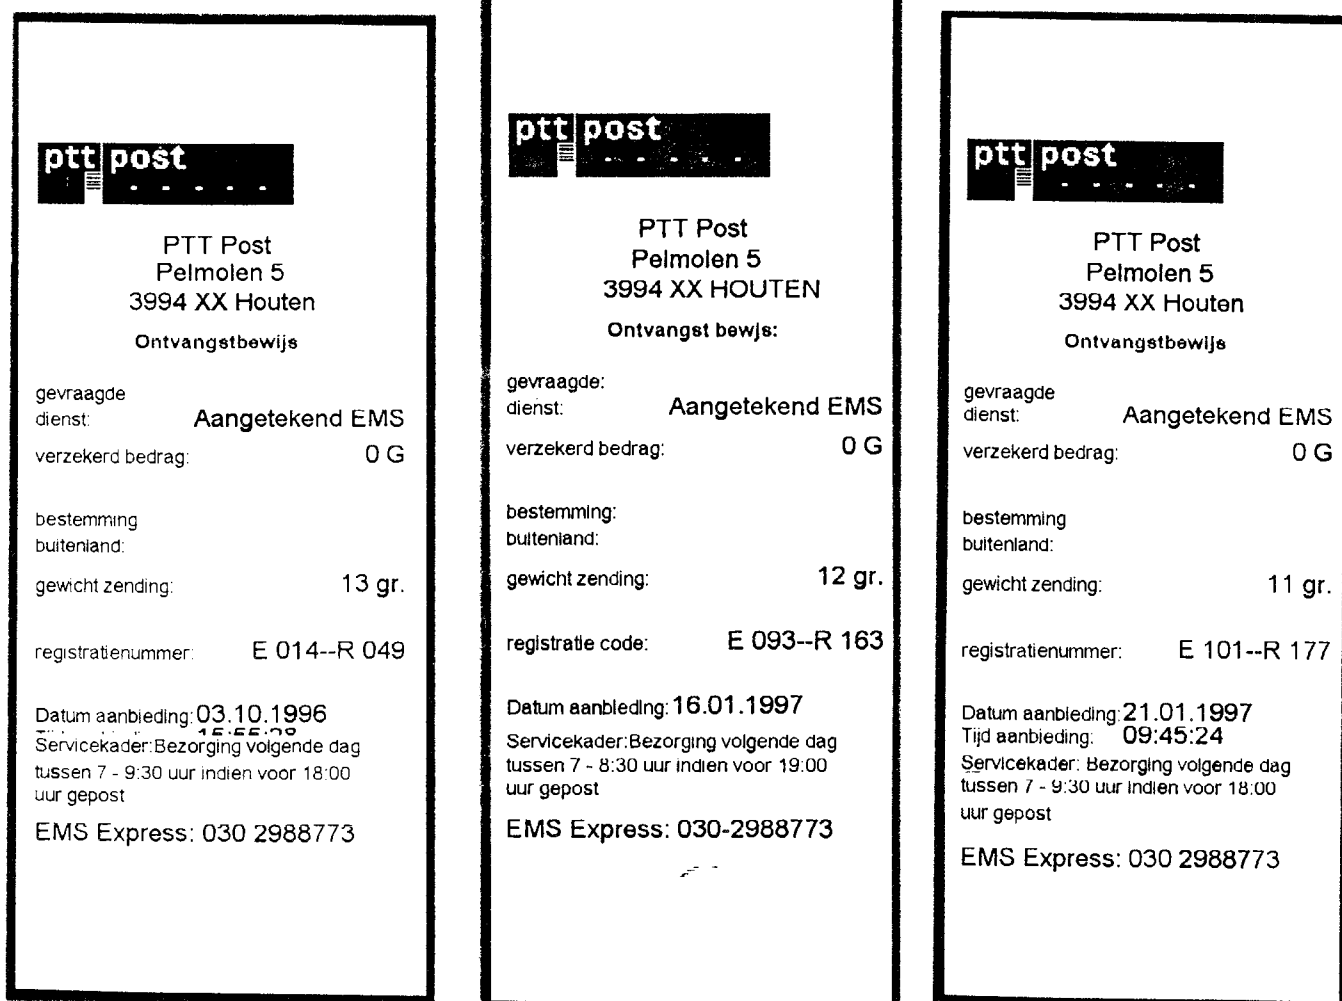 ptt post
PTT Post
Pelmolen 5
3994 XX Houten
Ontvangstbewijs
gevraagde
dienst: Aangetekend EMS
verzekerd bedrag: 0 G
bestemming
buitenland:
gewicht zending: 13 gr.
registratienummer: E 014--R 049
Datum aanbieding: 03.10.1996
Servicekader:Bezorging volgende dag
tussen 7 - 9:30 uur indien voor 18:00
uur gepost
EMS Express: 030 2988773
ptt post
PTT Post
Pelmolen 5
3994 XX HOUTEN
Ontvangst bewjs:
gevraagde:
dienst: Aangetekend EMS
verzekerd bedrag: 0 G
bestemming:
buitenland:
gewicht zending: 12 gr.
registratie code: E 093--R 163
Datum aanbieding: 16.01.1997
Servicekader:Bezorging volgende dag
tussen 7 - 8:30 uur indien voor 19:00
uur gepost
EMS Express: 030-2988773
ptt post
PTT Post
Pelmolen 5
3994 XX Houten
Ontvangstbewijs
gevraagde
dienst: Aangetekend EMS
verzekerd bedrag: 0 G
bestemming
buitenland:
gewicht zending: 11 gr.
registratienummer: E 101--R 177
Datum aanbieding: 21.01.1997
Tijd aanbieding: 09:45:24
Servicekader: Bezorging volgende dag
tussen 7 - 9:30 uur indien voor 18:00
uur gepost
EMS Express: 030 2988773